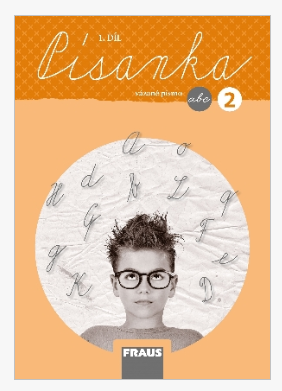 1. DÍL
Písanka
vázané písmo abc 2
A o
d
H N L q
G F
g e
K D
FRAUS